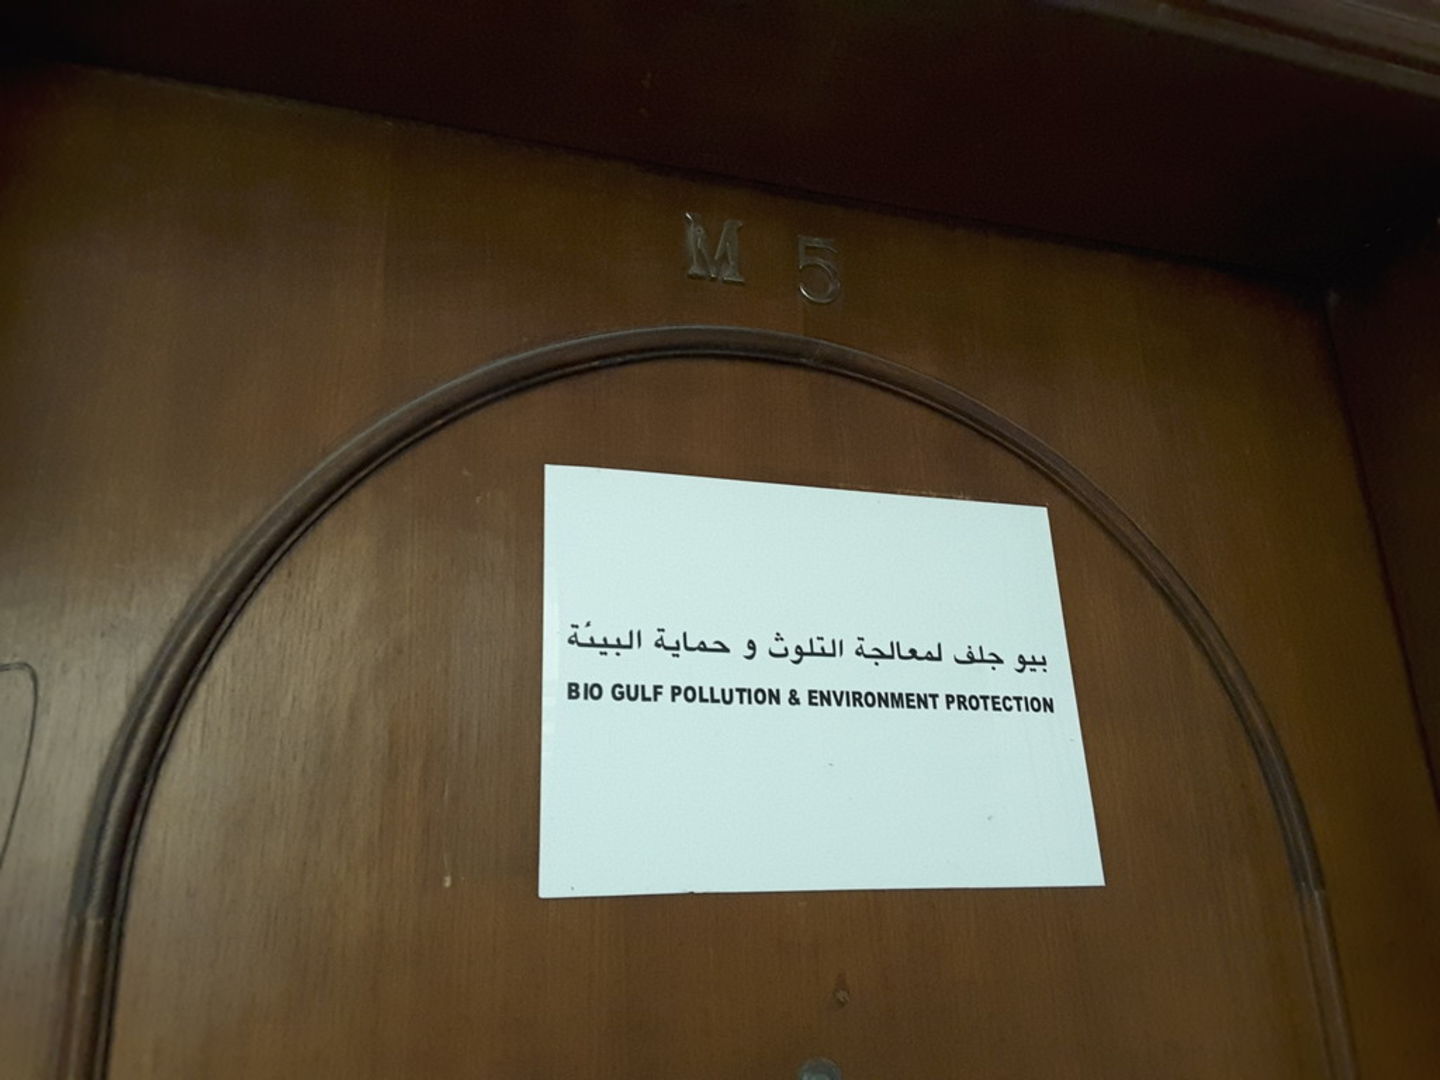 M 5
بيو جلف لمعالجة التلوث و حماية البيئة
BIO GULF POLLUTION & ENVIRONMENT PROTECTION